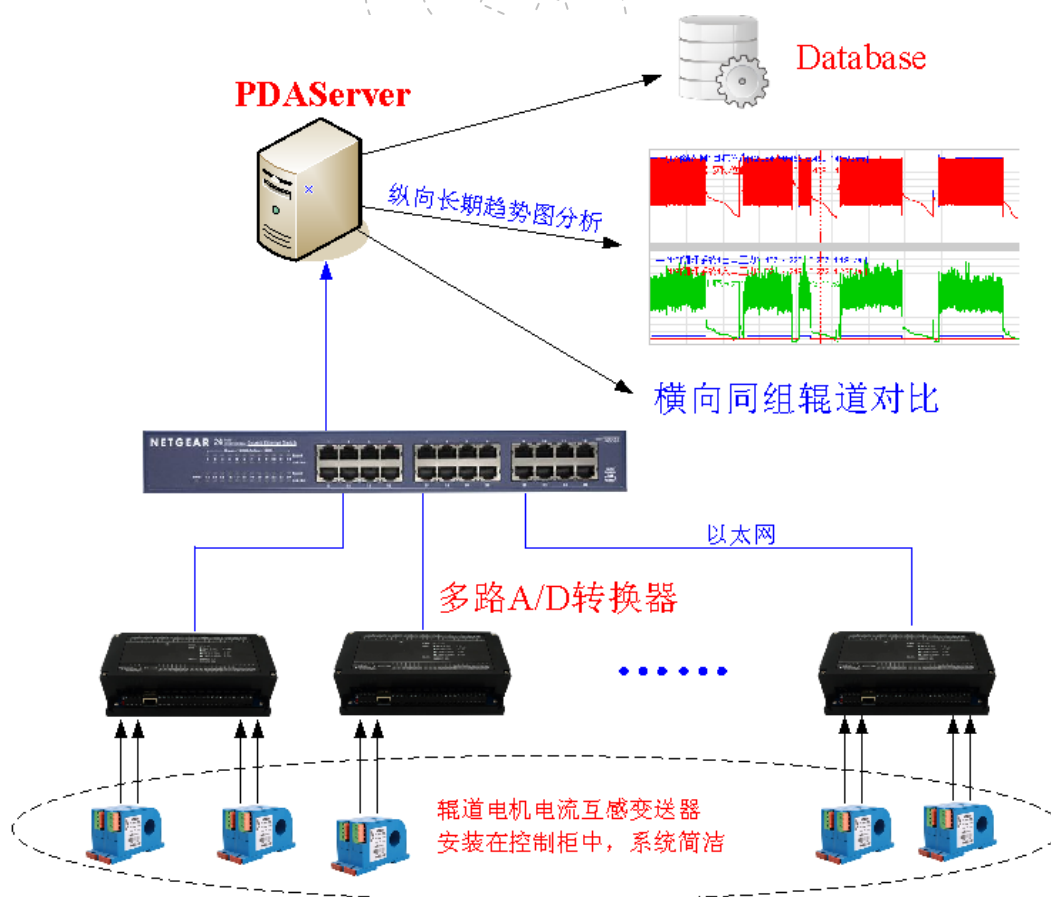 Database
PDAServer
纵向长期趋势图分析
横向同组辊道对比
NETGEAR
以太网
多路A/D转换器
辊道电机电流互感变送器
安装在控制柜中，系统简洁